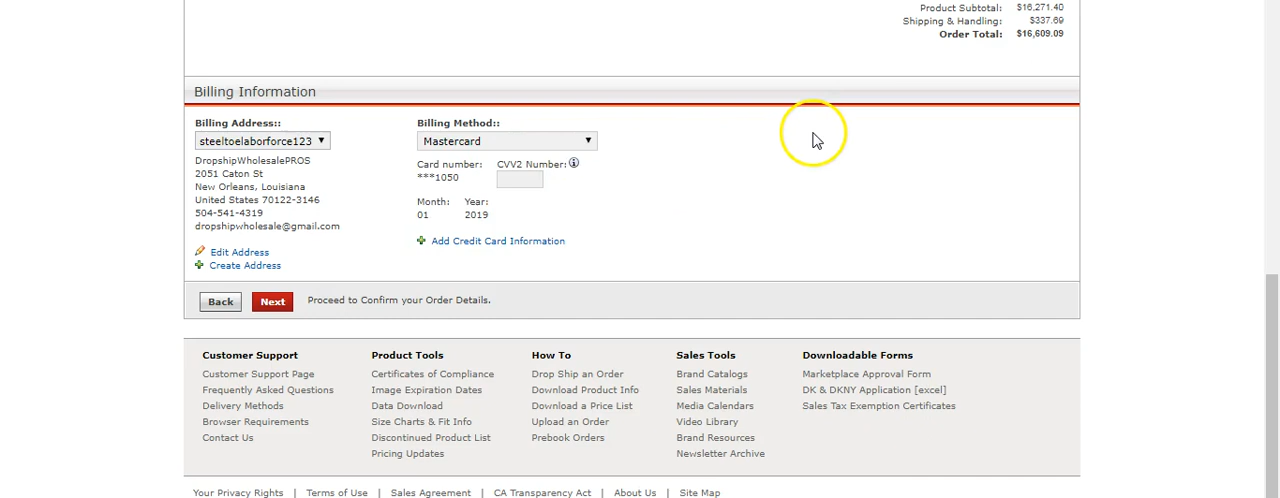 Product Subtotal: $16,271.40
Shipping & Handling: $337.69
Order Total: $16,609.09
Billing Information
Billing Address::
steeltoelaborforce123
DropshipWholesalePROS
2051 Caton St
New Orleans, Louisiana
United States 70122-3146
504-541-4319
dropshipwholesale@gmail.com
Edit Address
Create Address
Billing Method::
Mastercard
Card number: CVV2 Number:
***1050
Month: Year:
01 2019
Add Credit Card Information
Back Next Proceed to Confirm your Order Details.
Customer Support
Customer Support Page
Frequently Asked Questions
Delivery Methods
Browser Requirements
Contact Us
Product Tools
Certificates of Compliance
Image Expiration Dates
Data Download
Size Charts & Fit Info
Discontinued Product List
Pricing Updates
How To
Drop Ship an Order
Download Product Info
Download a Price List
Upload an Order
Prebook Orders
Sales Tools
Brand Catalogs
Sales Materials
Media Calendars
Video Library
Brand Resources
Newsletter Archive
Downloadable Forms
Marketplace Approval Form
DK & DKNY Application [excel]
Sales Tax Exemption Certificates
Your Privacy Rights | Terms of Use | Sales Agreement | CA Transparency Act | About Us | Site Map